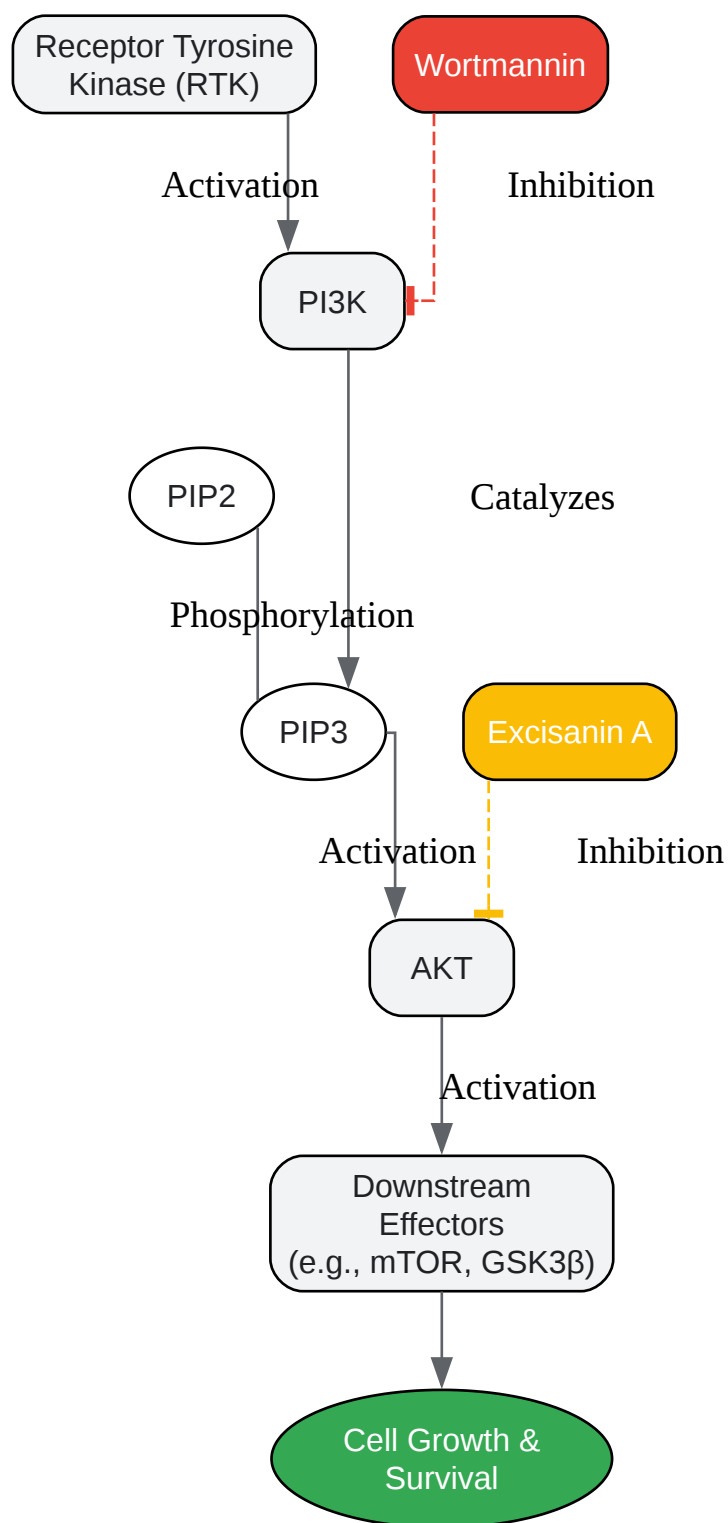 Receptor Tyrosine
Kinase (RTK)
Wortmannin
Activation
Inhibition
PI3K
PIP2
Catalyzes
Phosphorylation
PIP3
Excisanin A
Activation
Inhibition
AKT
Activation
Downstream
Effectors
(e.g., mTOR, GSK3β)
Cell Growth &
Survival